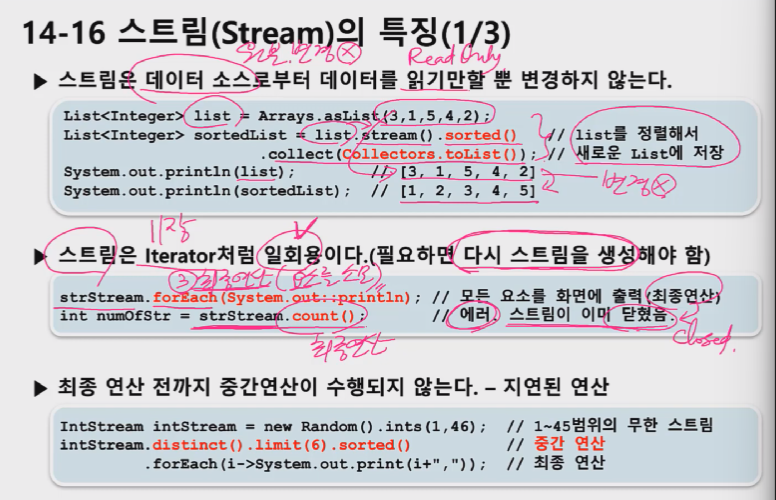 14-16 스트림(Stream)의 특징(1/3)
원본 변경 ⓧ Read Only
▶ 스트림은 데이터 소스로부터 데이터를 읽기만할 뿐 변경하지 않는다.
List<Integer> list = Arrays.asList(3,1,5,4,2);
List<Integer> sortedList = list.stream().sorted() // list를 정렬해서
.collect(Collectors.toList()); // 새로운 List에 저장
System.out.println(list); // [3, 1, 5, 4, 2]
변경ⓧ
System.out.println(sortedList); // [1, 2, 3, 4, 5]
▶ 스트림은 Iterator처럼 일회용이다.(필요하면 다시 스트림을 생성해야 함)
③ 최종연산(요소를 소모)
strStream.forEach(System.out::println); // 모든 요소를 화면에 출력(최종연산)
int numOfStr = strStream.count(); // 에러. 스트림이 이미 닫혔음.
최종연산
closed.
▶ 최종 연산 전까지 중간연산이 수행되지 않는다. – 지연된 연산
IntStream intStream = new Random().ints(1,46); // 1~45범위의 무한 스트림
intStream.distinct().limit(6).sorted() // 중간 연산
.forEach(i->System.out.print(i+",")); // 최종 연산